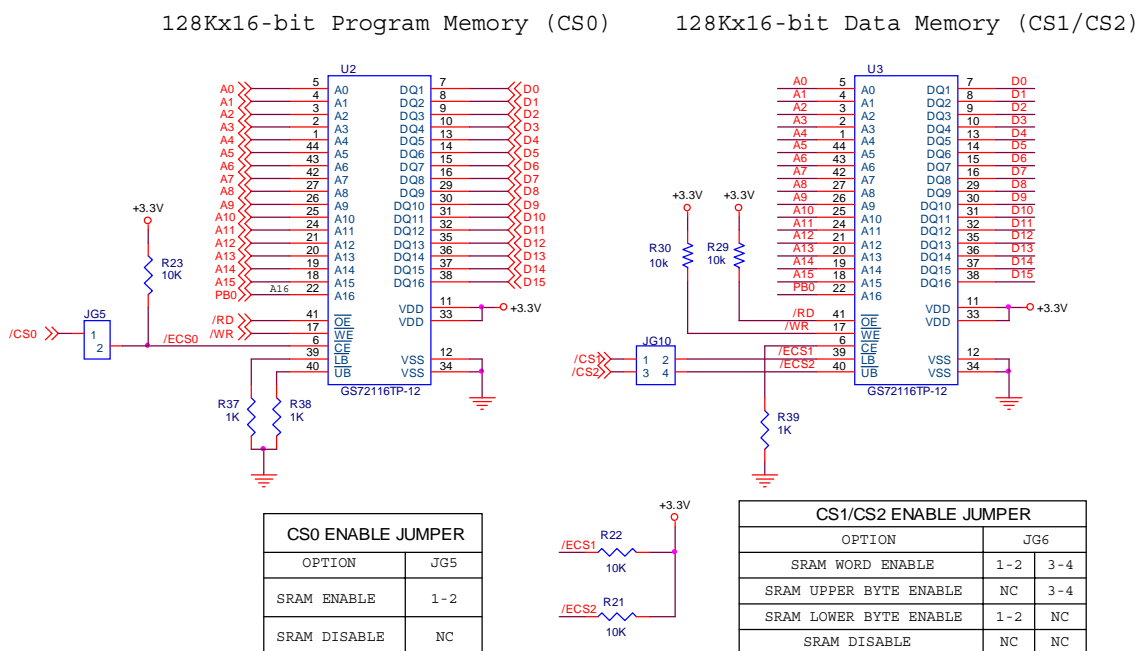 128Kx16-bit Program Memory (CS0) 128Kx16-bit Data Memory (CS1/CS2)
U2
A0 5 A0 DQ1 7 D0
A1 4 A1 DQ2 8 D1
A2 3 A2 DQ3 9 D2
A3 2 A3 DQ4 10 D3
A4 1 A4 DQ5 13 D4
A5 44 A5 DQ6 14 D5
A6 43 A6 DQ7 15 D6
A7 42 A7 DQ8 16 D7
A8 27 A8 DQ9 29 D8
A9 26 A9 DQ10 30 D9
A10 25 A10 DQ11 31 D10
A11 24 A11 DQ12 32 D11
A12 21 A12 DQ13 35 D12
A13 20 A13 DQ14 36 D13
A14 19 A14 DQ15 37 D14
A15 18 A15 DQ16 38 D15
PB0 A16 22 A16
VDD 11
VDD 33
+3.3V
/RD 41 OE
/WR 17 WE
/ECS0 6 CE
39 LB VSS 12
40 UB VSS 34
GS72116TP-12
+3.3V
R23
10K
JG5
/CS0 1
2
R37
1K
R38
1K
U3
A0 5 A0 DQ1 7 D0
A1 4 A1 DQ2 8 D1
A2 3 A2 DQ3 9 D2
A3 2 A3 DQ4 10 D3
A4 1 A4 DQ5 13 D4
A5 44 A5 DQ6 14 D5
A6 43 A6 DQ7 15 D6
A7 42 A7 DQ8 16 D7
A8 27 A8 DQ9 29 D8
A9 26 A9 DQ10 30 D9
A10 25 A10 DQ11 31 D10
A11 24 A11 DQ12 32 D11
A12 21 A12 DQ13 35 D12
A13 20 A13 DQ14 36 D13
A14 19 A14 DQ15 37 D14
A15 18 A15 DQ16 38 D15
PB0 22 A16
VDD 11
VDD 33
+3.3V
/RD 41 OE
/WR 17 WE
6 CE
/ECS1 39 LB VSS 12
/ECS2 40 UB VSS 34
GS72116TP-12
+3.3V +3.3V
R30
10k
R29
10k
JG10
/CS1 1 2
/CS2 3 4
R39
1K
+3.3V
/ECS1 R22
10K
/ECS2 R21
10K
CS0 ENABLE JUMPER
OPTION JG5
SRAM ENABLE 1-2
SRAM DISABLE NC
CS1/CS2 ENABLE JUMPER
OPTION JG6
SRAM WORD ENABLE 1-2 3-4
SRAM UPPER BYTE ENABLE NC 3-4
SRAM LOWER BYTE ENABLE 1-2 NC
SRAM DISABLE NC NC